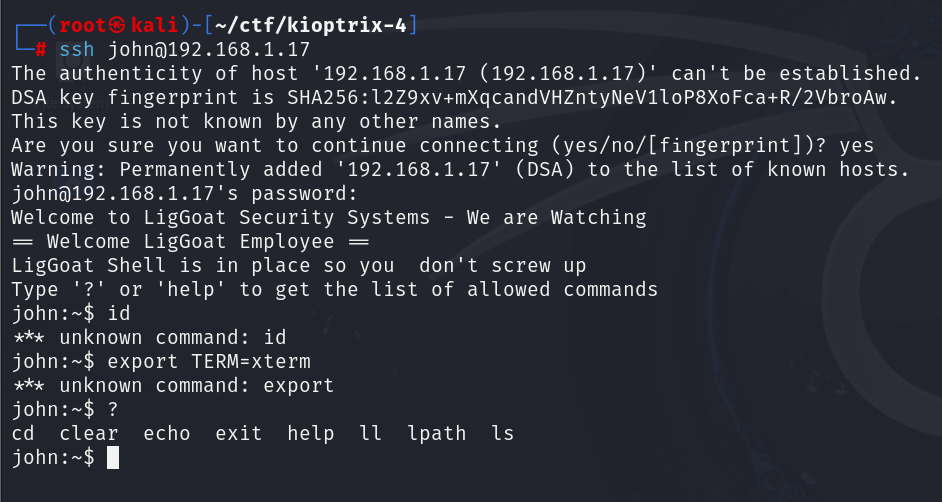 ┌──(root㉿kali)-[~/ctf/kioptrix-4]
└─# ssh john@192.168.1.17
The authenticity of host '192.168.1.17 (192.168.1.17)' can't be established.
DSA key fingerprint is SHA256:l2Z9xv+mXqcandVHZntyNeV1loP8XoFca+R/2VbroAw.
This key is not known by any other names.
Are you sure you want to continue connecting (yes/no/[fingerprint])? yes
Warning: Permanently added '192.168.1.17' (DSA) to the list of known hosts.
john@192.168.1.17's password:
Welcome to LigGoat Security Systems - We are Watching
== Welcome LigGoat Employee ==
LigGoat Shell is in place so you  don't screw up
Type '?' or 'help' to get the list of allowed commands
john:~$ id
*** unknown command: id
john:~$ export TERM=xterm
*** unknown command: export
john:~$ ?
cd  clear  echo  exit  help  ll  lpath  ls
john:~$